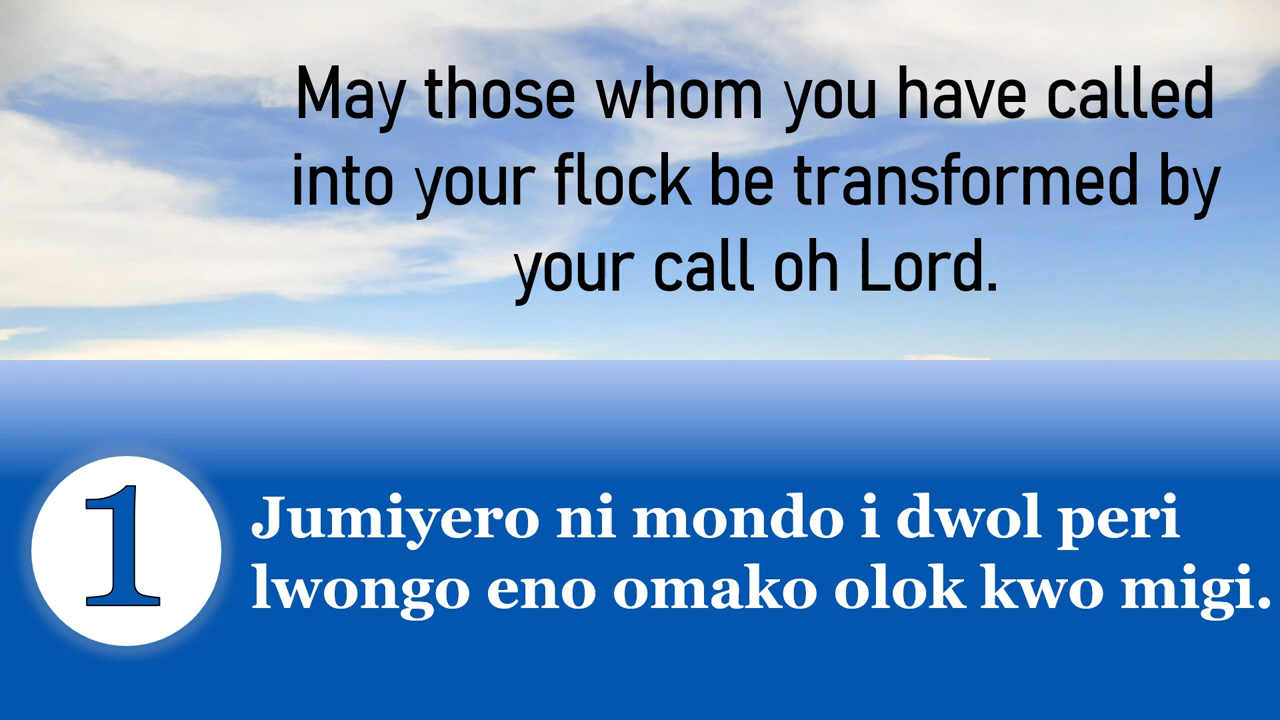 May those whom you have called
into your flock be transformed by
your call oh Lord.
1
Jumiyero ni mondo i dwol peri
lwongo eno omako olok kwo migi.